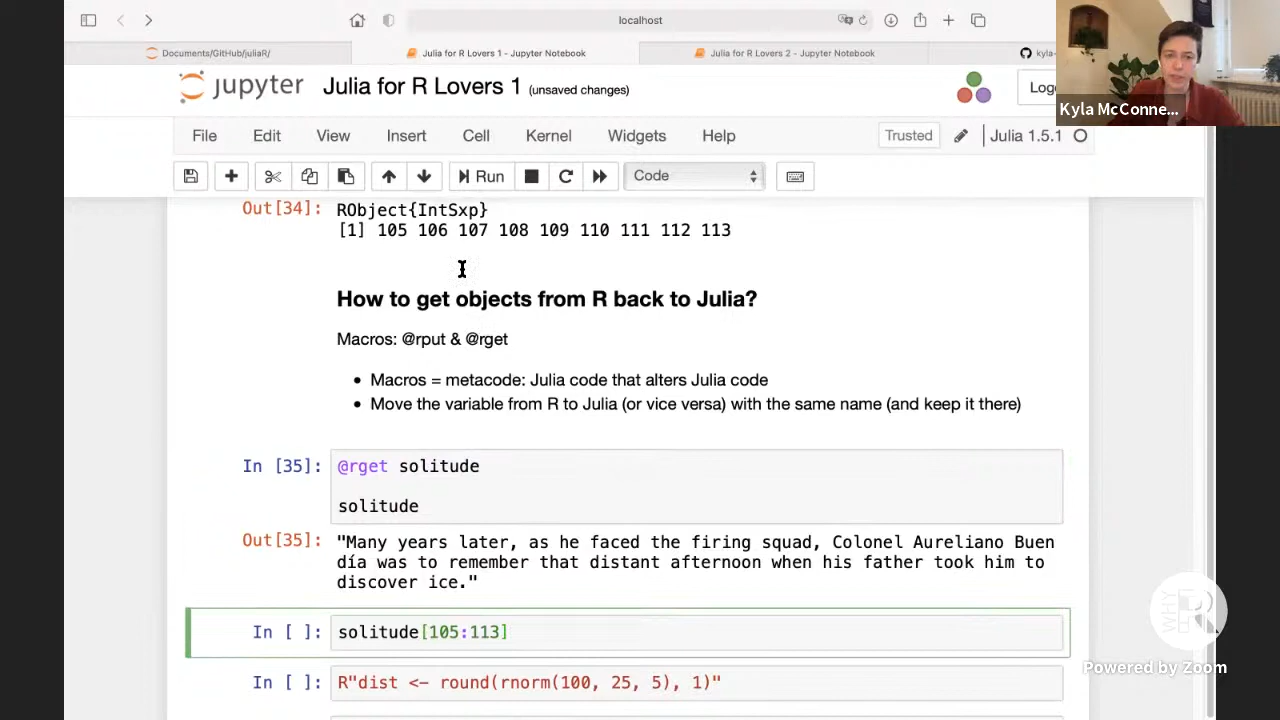 localhost
Documents/GitHub/juliaR/
Julia for R Lovers 1 - Jupyter Notebook
Julia for R Lovers 2 - Jupyter Notebook
kyla-
jupyter Julia for R Lovers 1 (unsaved changes)
Logo
Kyla McConne...
File Edit View Insert Cell Kernel Widgets Help
Trusted
Julia 1.5.1
Run
Code
Out[34]: RObject{IntSxp}
[1] 105 106 107 108 109 110 111 112 113
How to get objects from R back to Julia?
Macros: @rput & @rget
• Macros = metacode: Julia code that alters Julia code
• Move the variable from R to Julia (or vice versa) with the same name (and keep it there)
In [35]: @rget solitude
solitude
Out[35]: "Many years later, as he faced the firing squad, Colonel Aureliano Buen
día was to remember that distant afternoon when his father took him to
discover ice."
In [ ]: solitude[105:113]
In [ ]: R"dist <- round(rnorm(100, 25, 5), 1)"
WHY R?
Powered by Zoom